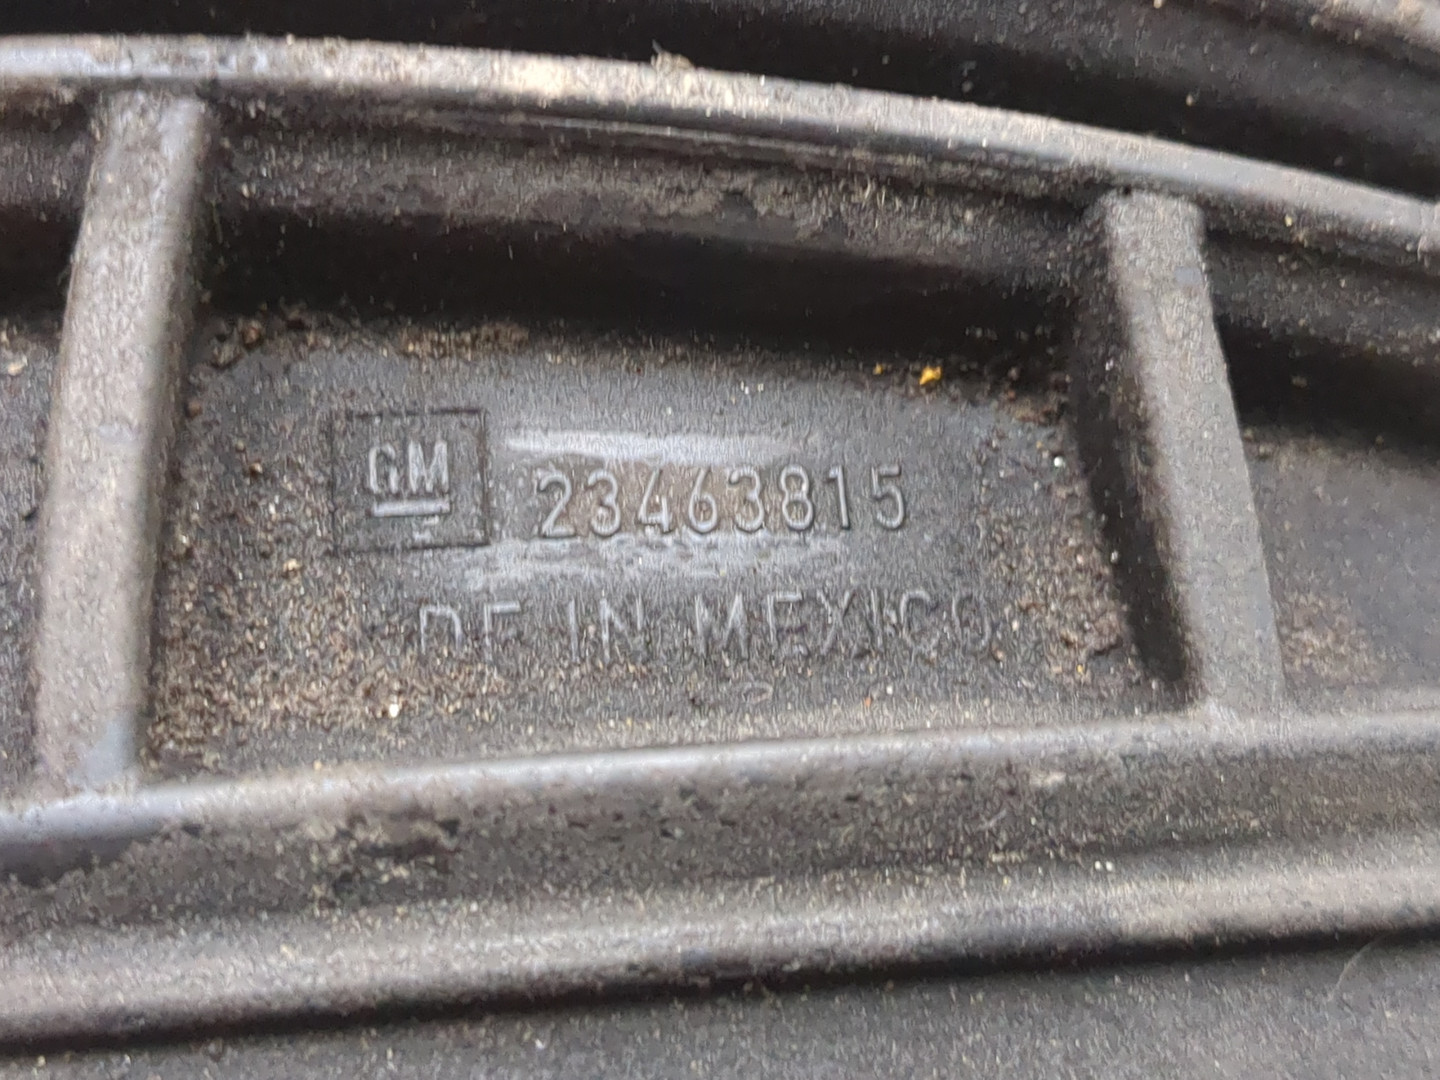 GM 23463815
DE IN MEXICO